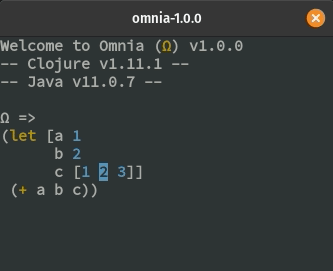 omnia-1.0.0
Welcome to Omnia (Ω) v1.0.0
-- Clojure v1.11.1 --
-- Java v11.0.7 --
Ω =>
(let [a 1
      b 2
      c [1 2 3]]
 (+ a b c))